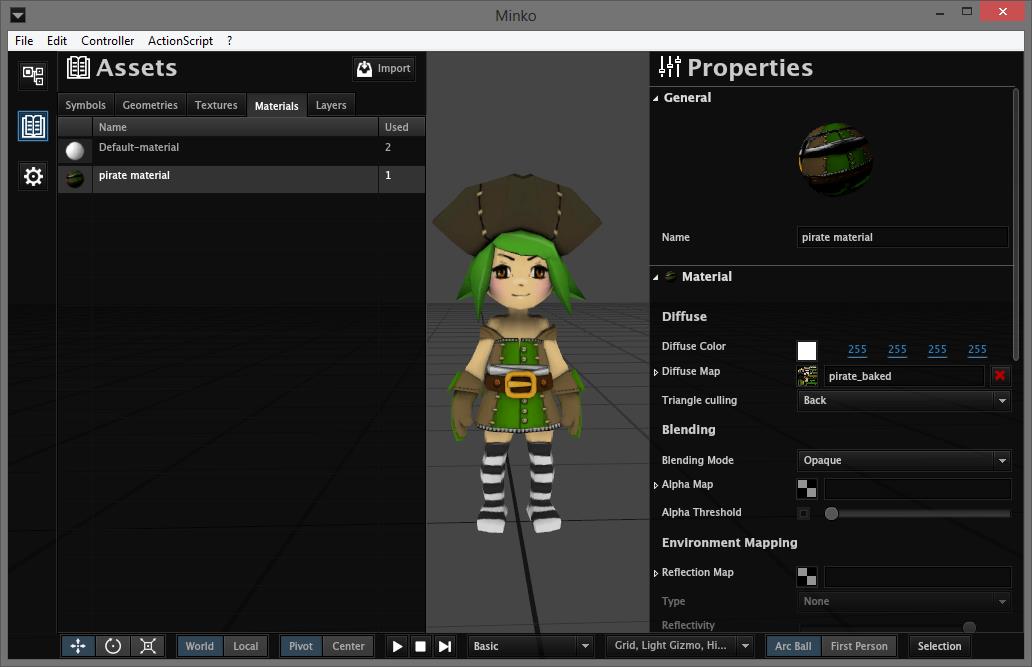 Minko
File Edit Controller ActionScript ?
Assets
Import
Symbols Geometries Textures Materials Layers
Name Used
Default-material 2
pirate material 1
Properties
General
Name pirate material
Material
Diffuse
Diffuse Color 255 255 255 255
Diffuse Map pirate_baked
Triangle culling Back
Blending
Blending Mode Opaque
Alpha Map
Alpha Threshold
Environment Mapping
Reflection Map
Type None
Reflectivity
World Local Pivot Center Basic Grid, Light Gizmo, Hi... Arc Ball First Person Selection